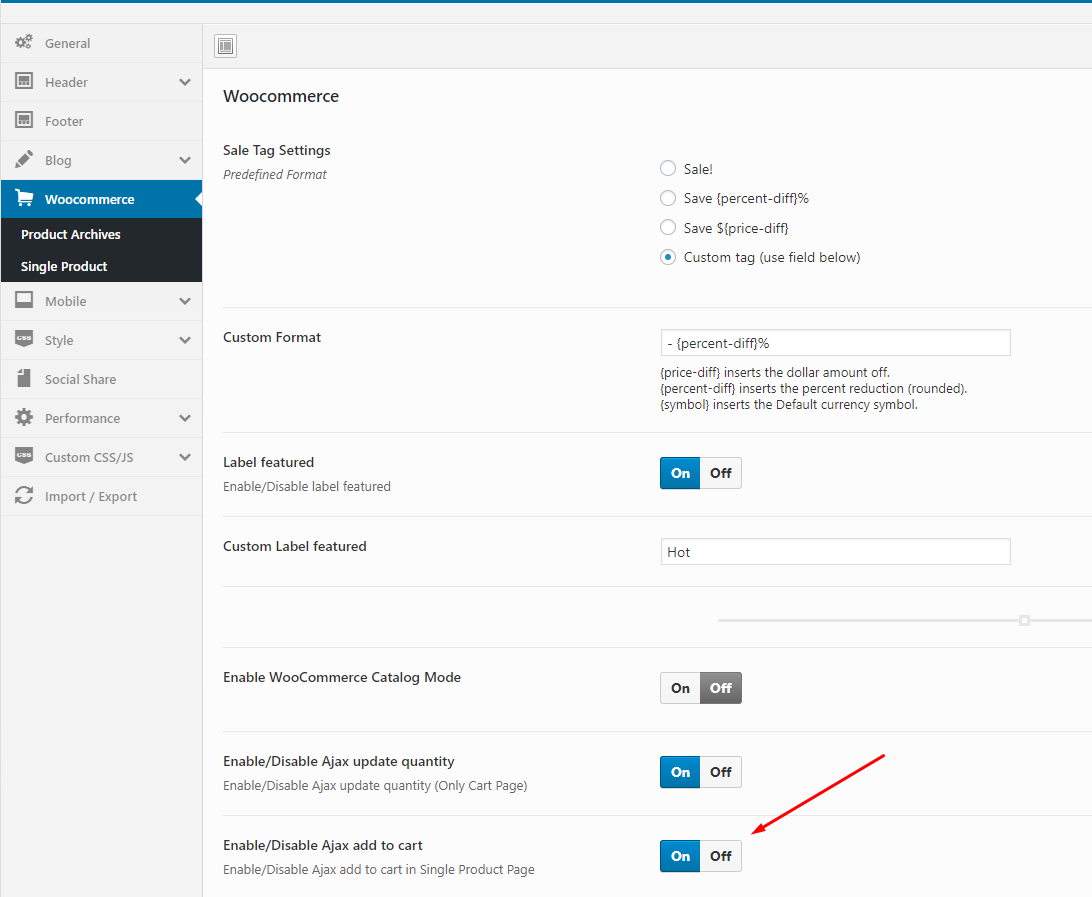 General
Header
Footer
Blog
Woocommerce
Product Archives
Single Product
Mobile
CSS Style
Social Share
Performance
CSS Custom CSS/JS
Import / Export
Woocommerce
Sale Tag Settings
Predefined Format
Sale!
Save {percent-diff}%
Save ${price-diff}
Custom tag (use field below)
Custom Format
- {percent-diff}%
{price-diff} inserts the dollar amount off.
{percent-diff} inserts the percent reduction (rounded).
{symbol} inserts the Default currency symbol.
Label featured
Enable/Disable label featured
On Off
Custom Label featured
Hot
Enable WooCommerce Catalog Mode
On Off
Enable/Disable Ajax update quantity
Enable/Disable Ajax update quantity (Only Cart Page)
On Off
Enable/Disable Ajax add to cart
Enable/Disable Ajax add to cart in Single Product Page
On Off